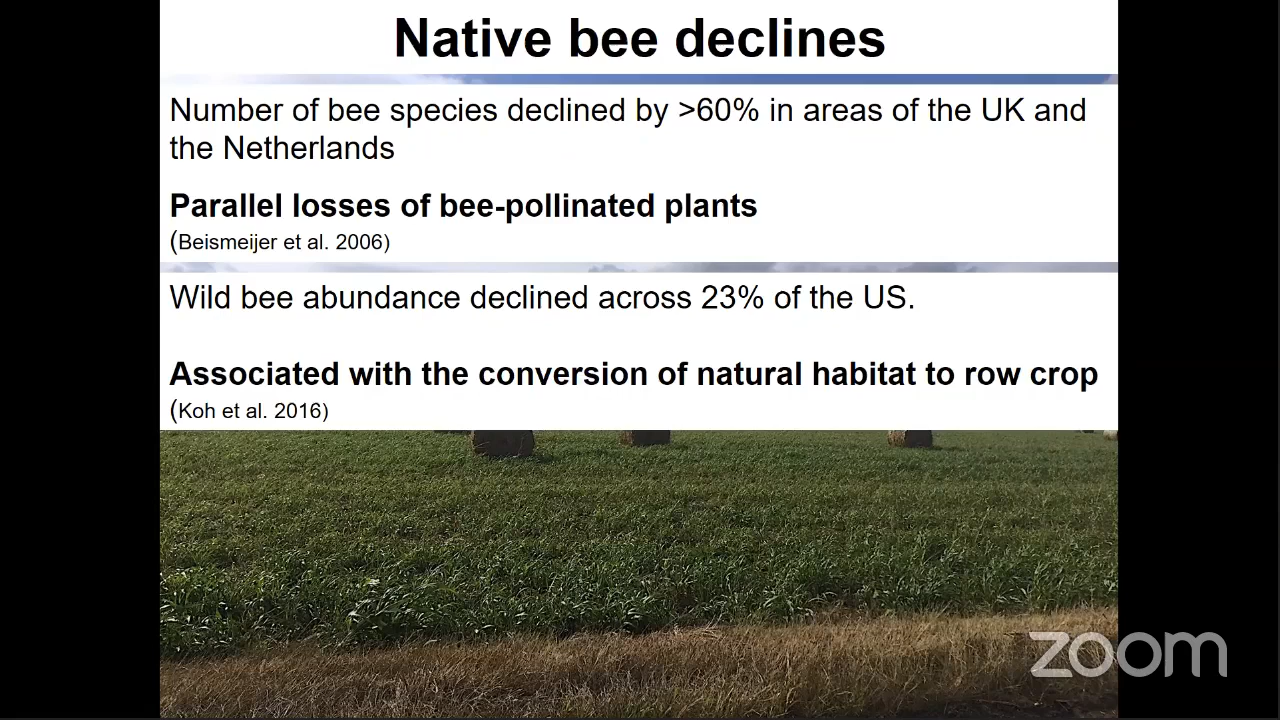 Native bee declines
Number of bee species declined by >60% in areas of the UK and
the Netherlands
Parallel losses of bee-pollinated plants
(Beismeijer et al. 2006)
Wild bee abundance declined across 23% of the US.
Associated with the conversion of natural habitat to row crop
(Koh et al. 2016)
zoom